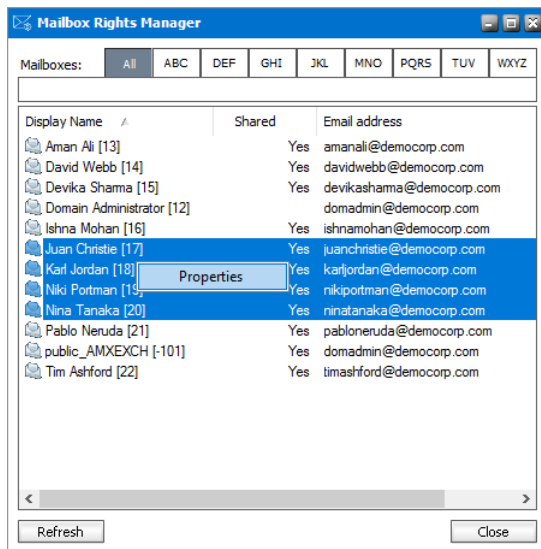 Mailbox Rights Manager
Mailboxes: All ABC DEF GHI JKL MNO PQRS TUV WXYZ
Display Name Shared Email address
Aman Ali [13] Yes amanali@democorp.com
David Webb [14] Yes davidwebb@democorp.com
Devika Sharma [15] Yes devikasharma@democorp.com
Domain Administrator [12] domadmin@democorp.com
Ishna Mohan [16] Yes ishnamohan@democorp.com
Juan Christie [17] Yes juanchristie@democorp.com
Karl Jordan [18] Yes karljordan@democorp.com
Properties
Niki Portman [19] Yes nikiportman@democorp.com
Nina Tanaka [20] Yes ninatanaka@democorp.com
Pablo Neruda [21] Yes pabloneruda@democorp.com
public_AMXEXCH [-101] Yes domadmin@democorp.com
Tim Ashford [22] Yes timashford@democorp.com
Refresh Close